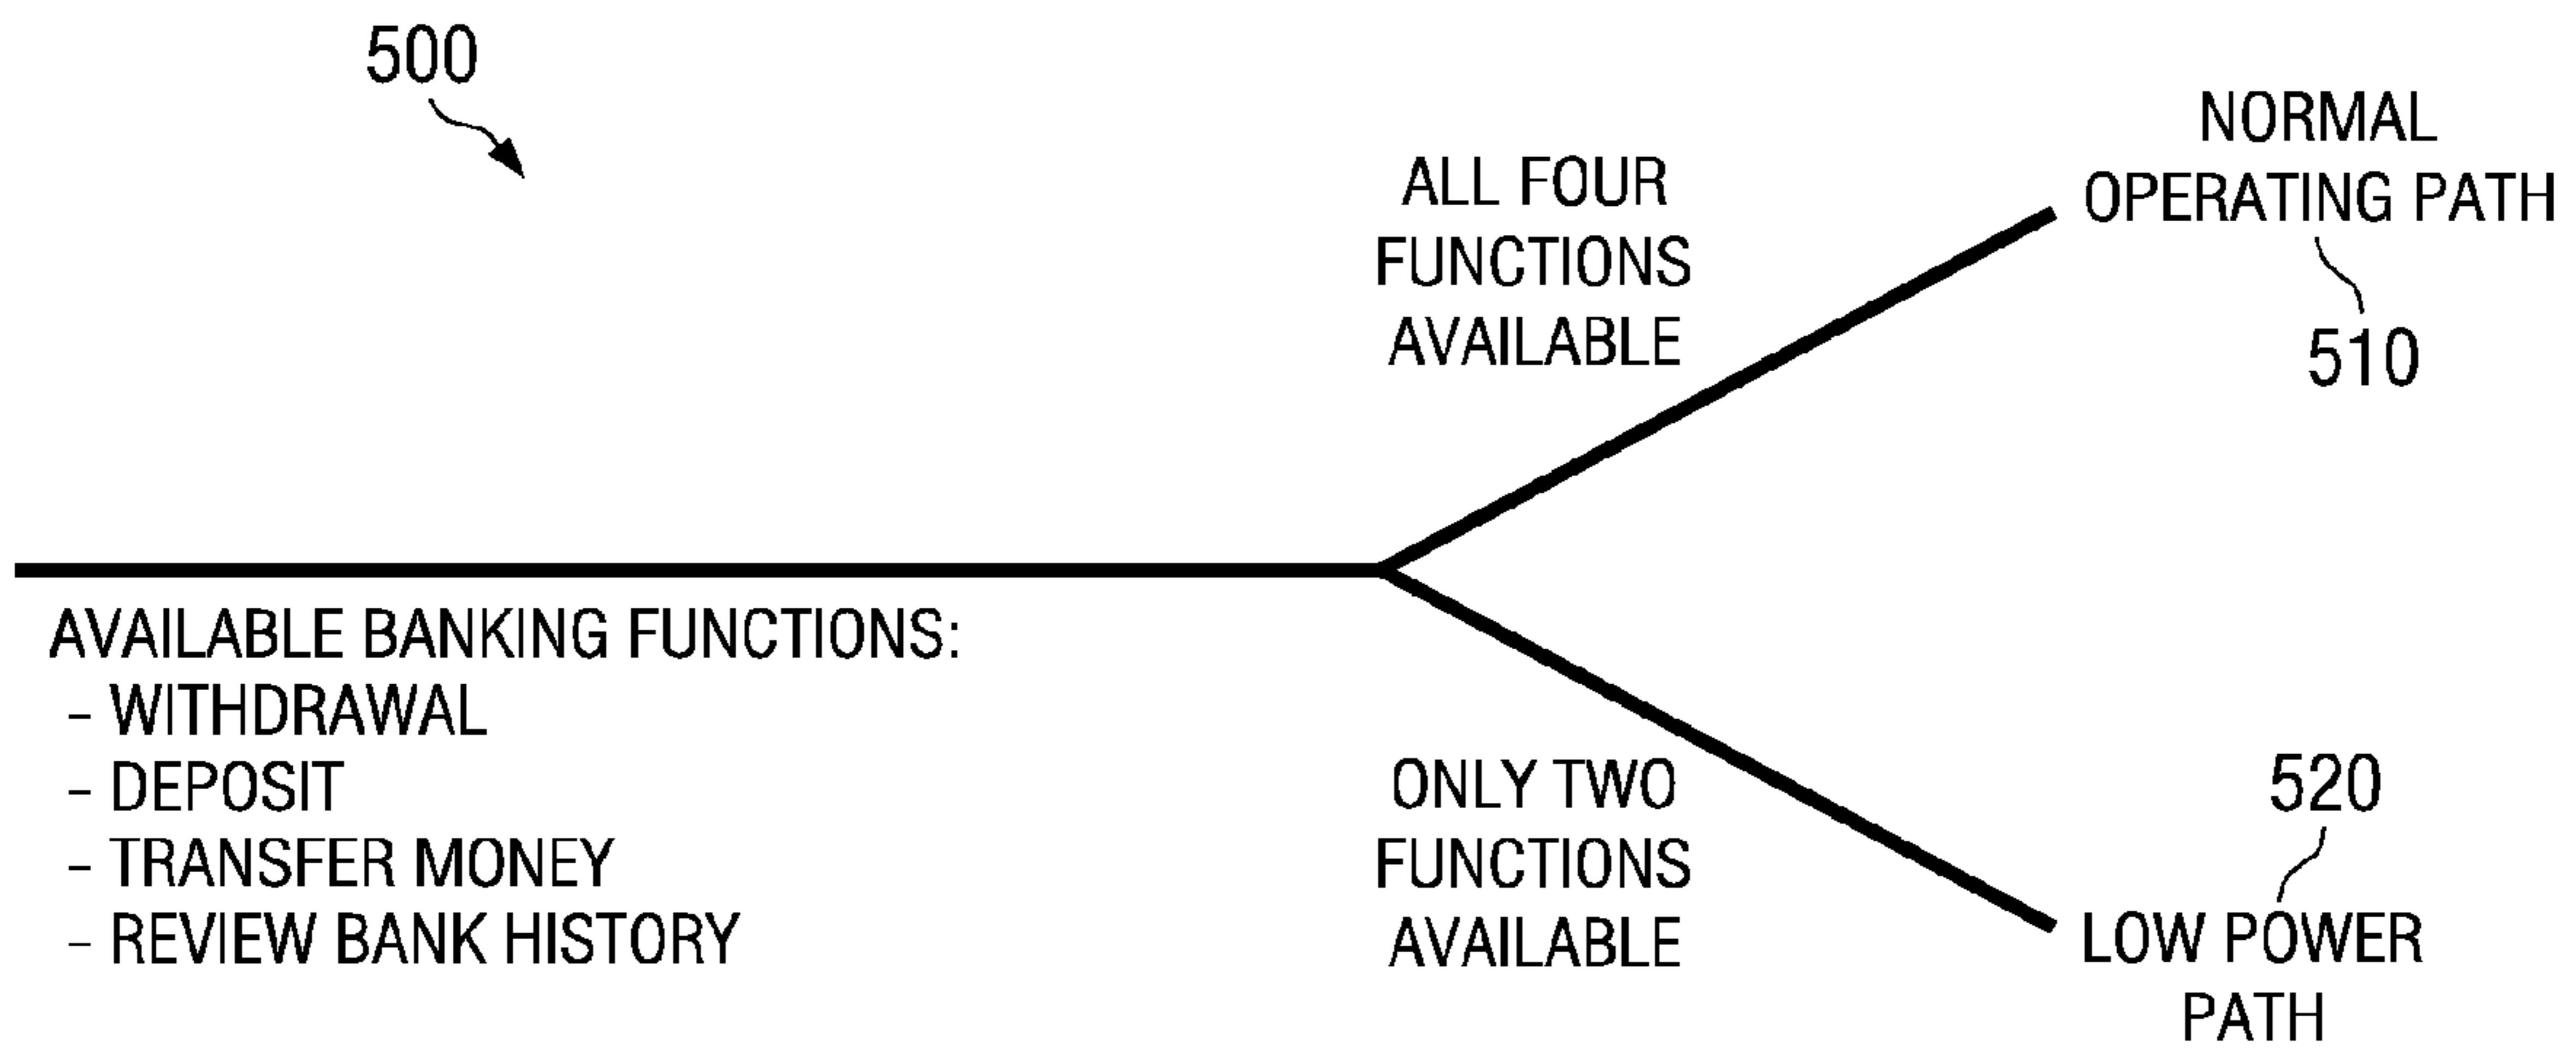 500
NORMAL
OPERATING PATH
510
ALL FOUR
FUNCTIONS
AVAILABLE
AVAILABLE BANKING FUNCTIONS:
- WITHDRAWAL
- DEPOSIT
- TRANSFER MONEY
- REVIEW BANK HISTORY
ONLY TWO
FUNCTIONS
AVAILABLE
520
LOW POWER
PATH